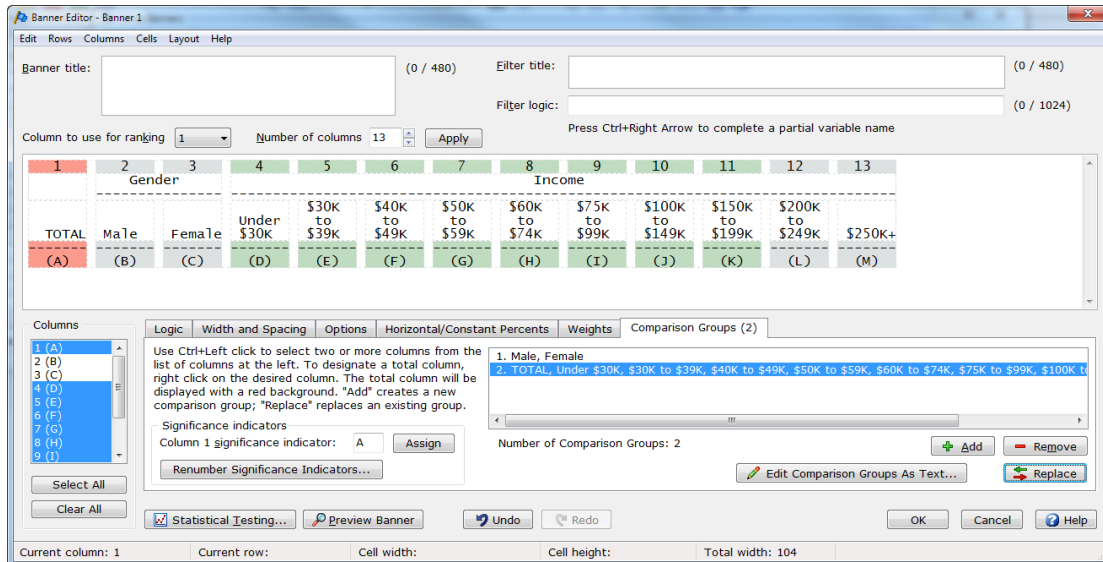 Banner Editor - Banner 1
Edit Rows Columns Cells Layout Help
Banner title: (0 / 480) Filter title: (0 / 480)
Filter logic: (0 / 1024)
Press Ctrl+Right Arrow to complete a partial variable name
Column to use for ranking 1 Number of columns 13 Apply
1 2 3 4 5 6 7 8 9 10 11 12 13
Gender Income
$30K $40K $50K $60K $75K $100K $150K $200K
Under to to to to to to to to
TOTAL Male Female $30K $39K $49K $59K $74K $99K $149K $199K $249K $250K+
(A) (B) (C) (D) (E) (F) (G) (H) (I) (J) (K) (L) (M)
Columns
1 (A)
2 (B)
3 (C)
4 (D)
5 (E)
6 (F)
7 (G)
8 (H)
9 (I)
Select All
Clear All
Logic Width and Spacing Options Horizontal/Constant Percents Weights Comparison Groups (2)
Use Ctrl+Left click to select two or more columns from the
list of columns at the left. To designate a total column,
right click on the desired column. The total column will be
displayed with a red background. "Add" creates a new
comparison group; "Replace" replaces an existing group.
Significance indicators
Column 1 significance indicator: A Assign
Renumber Significance Indicators...
1. Male, Female
2. TOTAL, Under $30K, $30K to $39K, $40K to $49K, $50K to $59K, $60K to $74K, $75K to $99K, $100K t
Number of Comparison Groups: 2 Add Remove
Edit Comparison Groups As Text... Replace
Statistical Testing... Preview Banner Undo Redo OK Cancel Help
Current column: 1 Current row: Cell width: Cell height: Total width: 104